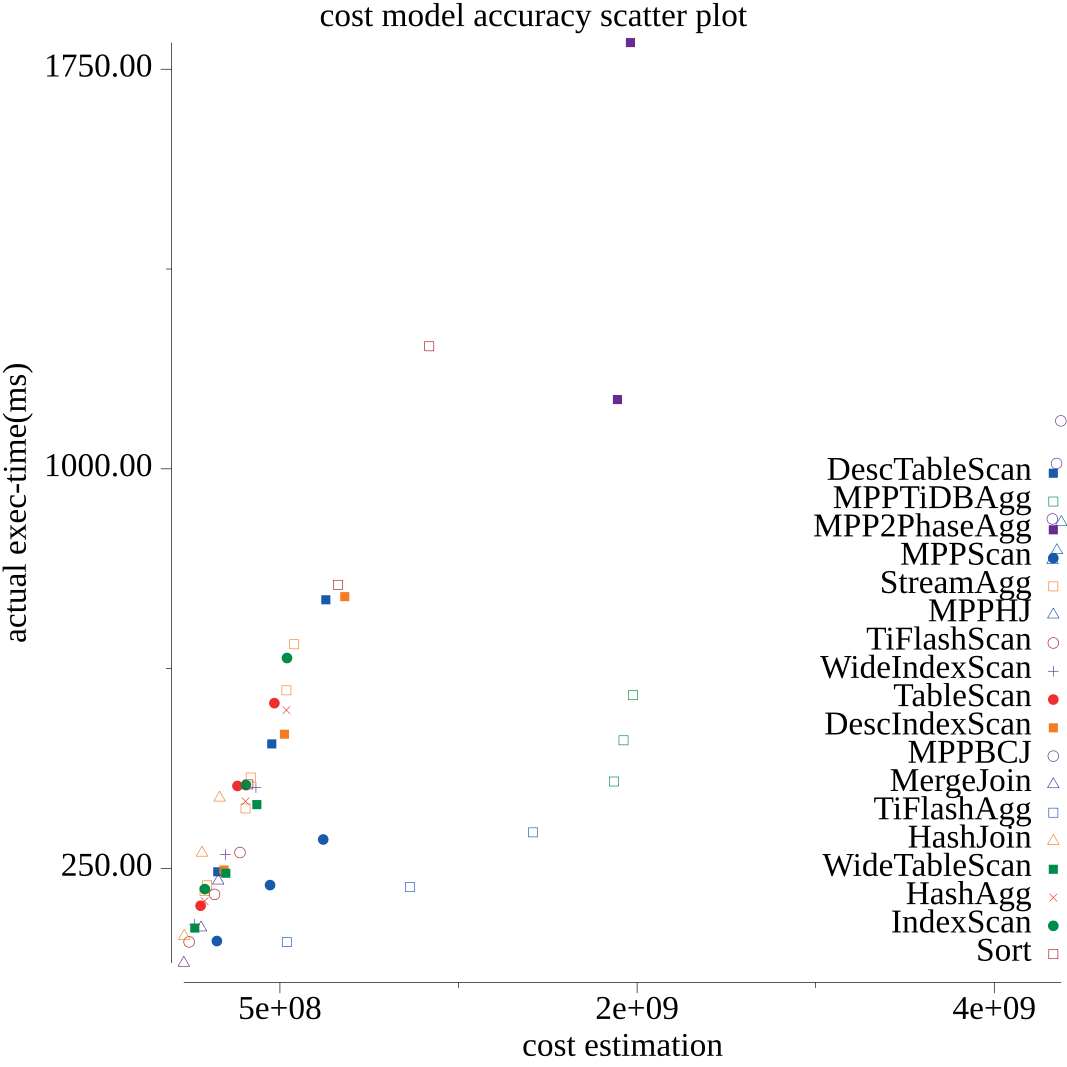 cost model accuracy scatter plot
1750.00
1000.00
250.00
actual exec-time(ms)
DescTableScan
MPPTiDBAgg
MPP2PhaseAgg
MPPScan
StreamAgg
MPPHJ
TiFlashScan
WideIndexScan
TableScan
DescIndexScan
MPPBCJ
MergeJoin
TiFlashAgg
HashJoin
WideTableScan
HashAgg
IndexScan
Sort
5e+08 2e+09 4e+09
cost estimation